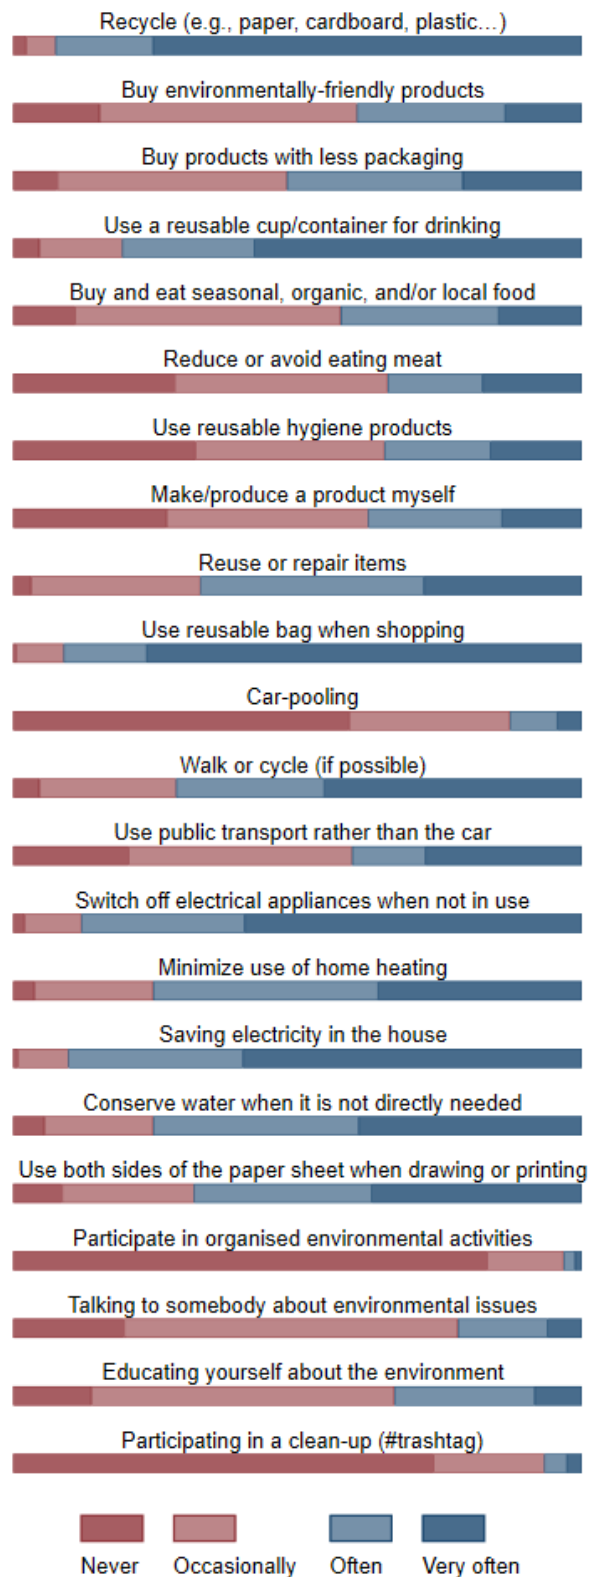 Recycle (e.g., paper, cardboard, plastic...)
Buy environmentally-friendly products
Buy products with less packaging
Use a reusable cup/container for drinking
Buy and eat seasonal, organic, and/or local food
Reduce or avoid eating meat
Use reusable hygiene products
Make/produce a product myself
Reuse or repair items
Use reusable bag when shopping
Car-pooling
Walk or cycle (if possible)
Use public transport rather than the car
Switch off electrical appliances when not in use
Minimize use of home heating
Saving electricity in the house
Conserve water when it is not directly needed
Use both sides of the paper sheet when drawing or printing
Participate in organised environmental activities
Talking to somebody about environmental issues
Educating yourself about the environment
Participating in a clean-up (#trashtag)
Never Occasionally Often Very often